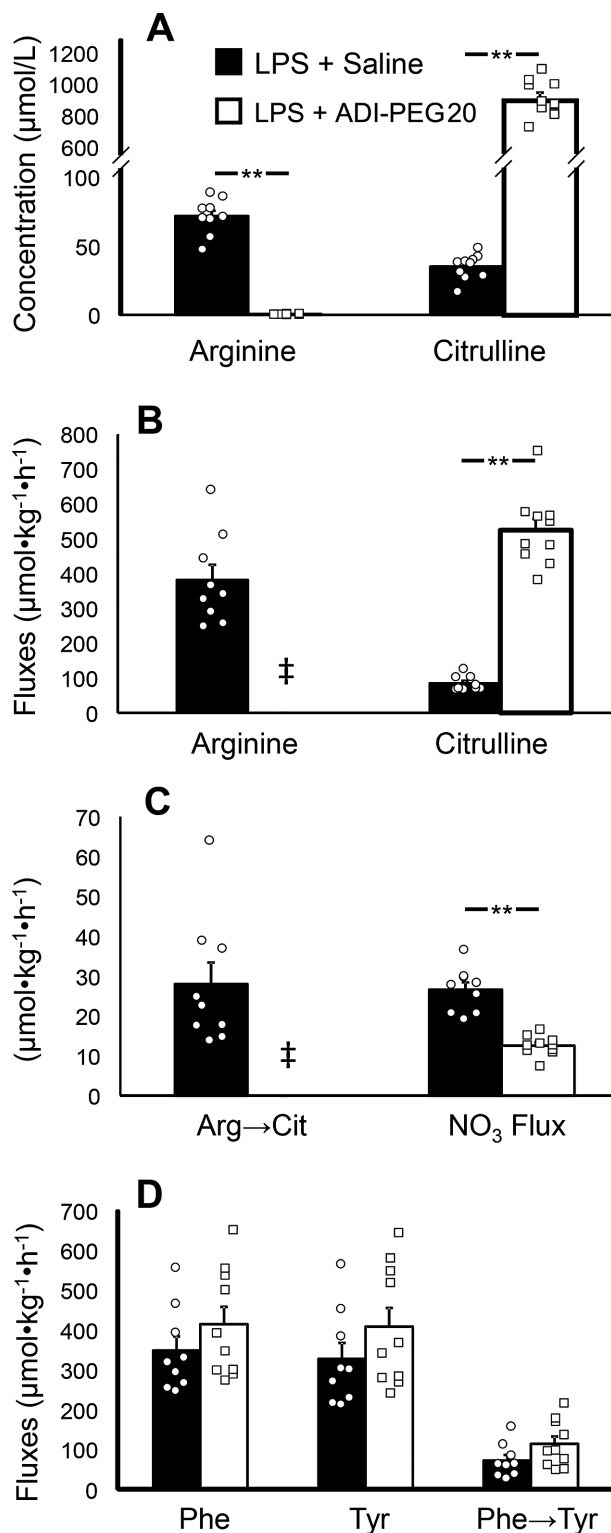 A
LPS + Saline
LPS + ADI-PEG20
Concentration (µmol/L)
1200
1000
800
600
100
50
0
**
**
Arginine
Citrulline
B
Fluxes (µmol•kg⁻¹•h⁻¹)
800
700
600
500
400
300
200
100
0
**
‡
Arginine
Citrulline
C
(µmol•kg⁻¹•h⁻¹)
70
60
50
40
30
20
10
0
**
‡
Arg→Cit
NO₃ Flux
D
Fluxes (µmol•kg⁻¹•h⁻¹)
700
600
500
400
300
200
100
0
Phe
Tyr
Phe→Tyr